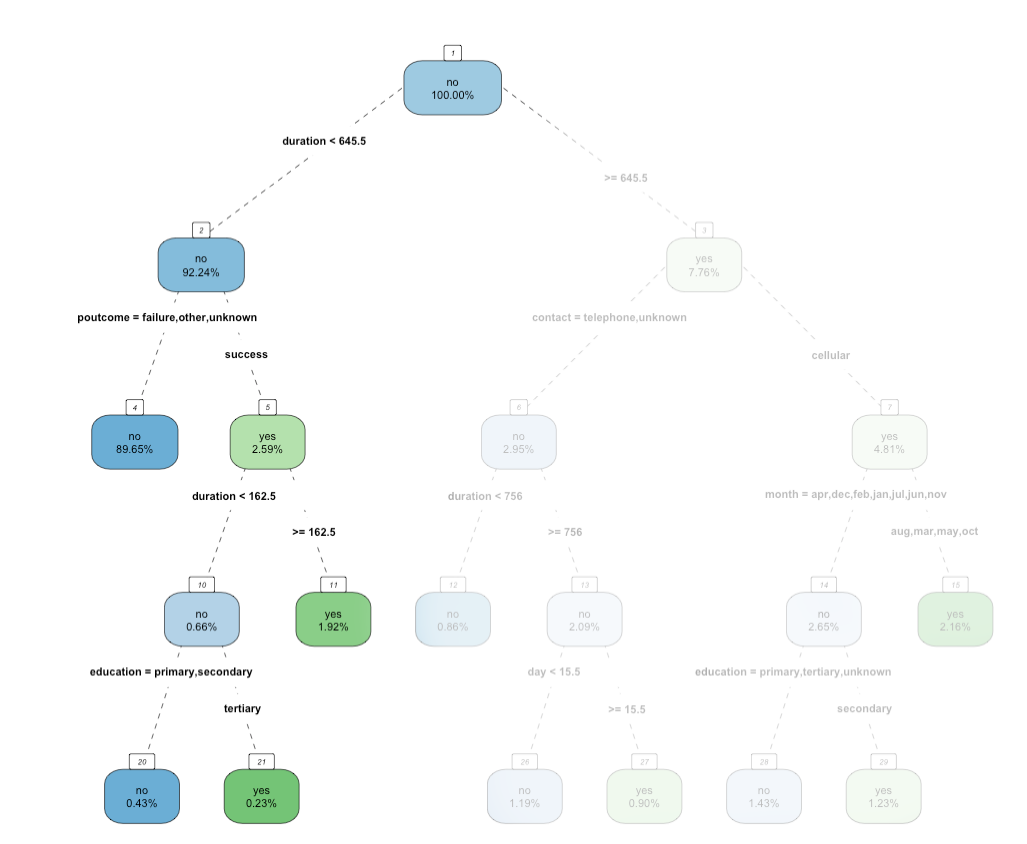 1
no
100.00%
duration < 645.5
>= 645.5
2
no
92.24%
3
yes
7.76%
poutcome = failure,other,unknown
success
contact = telephone,unknown
cellular
4
no
89.65%
5
yes
2.59%
6
no
2.95%
7
yes
4.81%
duration < 162.5
>= 162.5
duration < 756
>= 756
month = apr,dec,feb,jan,jul,jun,nov
aug,mar,may,oct
10
no
0.66%
11
yes
1.92%
12
no
0.86%
13
no
2.09%
14
no
2.65%
15
yes
2.16%
education = primary,secondary
tertiary
day < 15.5
>= 15.5
education = primary,tertiary,unknown
secondary
20
no
0.43%
21
yes
0.23%
26
no
1.19%
27
yes
0.90%
28
no
1.43%
29
yes
1.23%